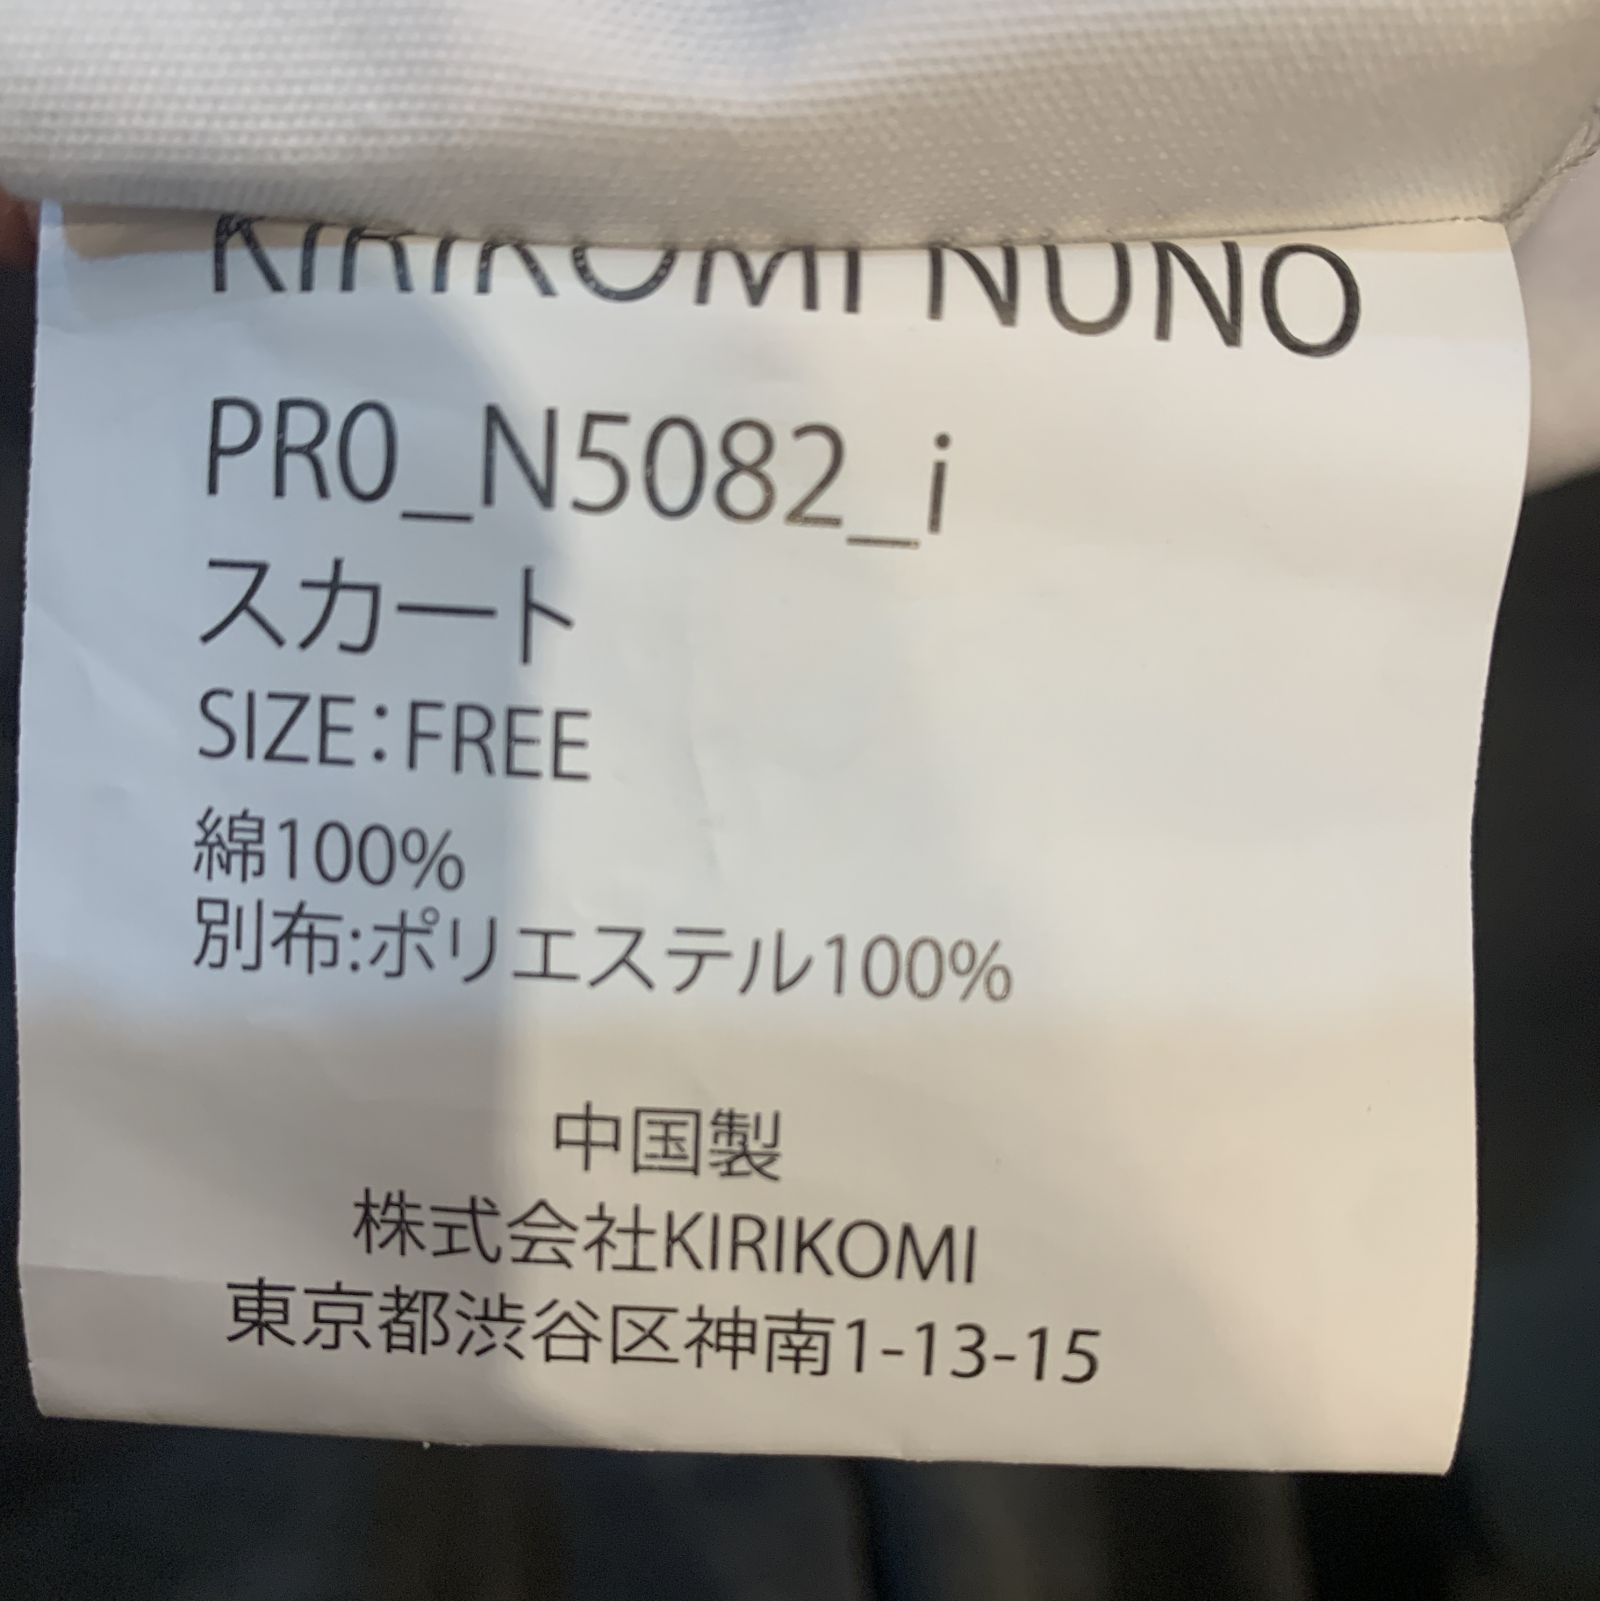 KIRIKOMI NUNO
PR0_N5082_i
スカート
SIZE:FREE
綿100%
別布:ポリエステル100%
中国製
株式会社KIRIKOMI
東京都渋谷区神南1-13-15